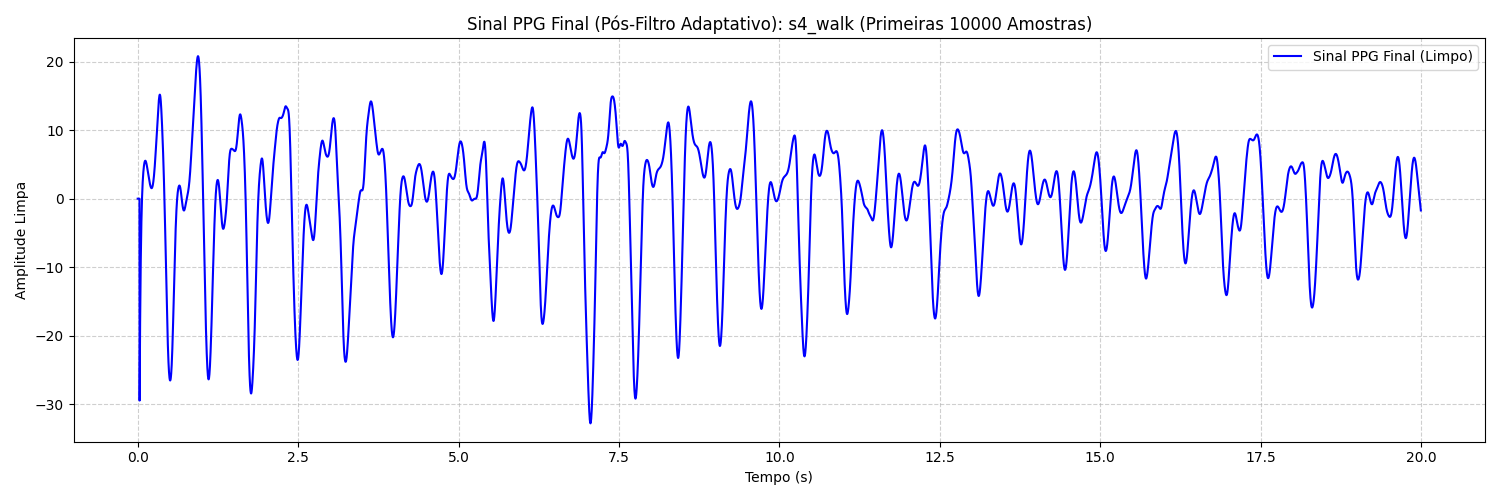 Sinal PPG Final (Pós-Filtro Adaptativo): s4_walk (Primeiras 10000 Amostras)
Sinal PPG Final (Limpo)
Amplitude Limpa
20
10
0
−10
−20
−30
0.0 2.5 5.0 7.5 10.0 12.5 15.0 17.5 20.0
Tempo (s)